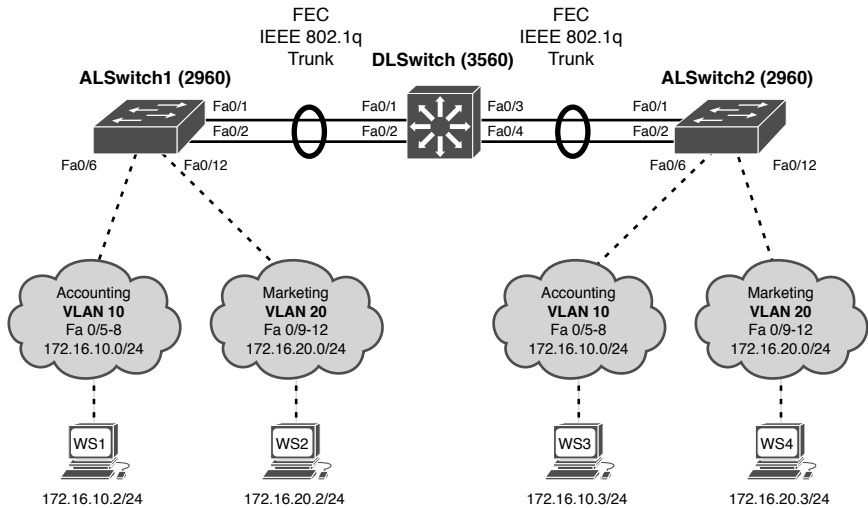 FEC
IEEE 802.1q
Trunk
FEC
IEEE 802.1q
Trunk
DLSwitch (3560)
ALSwitch1 (2960)
ALSwitch2 (2960)
Fa0/1
Fa0/1
Fa0/3
Fa0/1
Fa0/2
Fa0/2
Fa0/4
Fa0/2
Fa0/6
Fa0/12
Fa0/6
Fa0/12
Accounting
VLAN 10
Fa 0/5-8
172.16.10.0/24
Marketing
VLAN 20
Fa 0/9-12
172.16.20.0/24
Accounting
VLAN 10
Fa 0/5-8
172.16.10.0/24
Marketing
VLAN 20
Fa 0/9-12
172.16.20.0/24
WS1
WS2
WS3
WS4
172.16.10.2/24
172.16.20.2/24
172.16.10.3/24
172.16.20.3/24